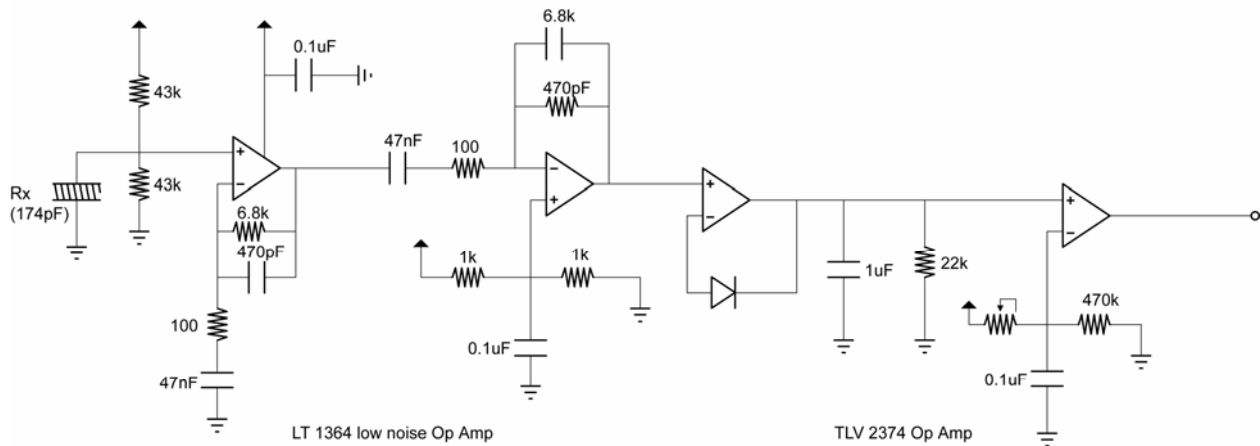 43k
43k
Rx
(174pF)
0.1uF
+
−
6.8k
470pF
100
47nF
47nF
100
6.8k
470pF
−
+
1k
1k
0.1uF
LT 1364 low noise Op Amp
+
−
1uF
22k
+
−
470k
0.1uF
TLV 2374 Op Amp